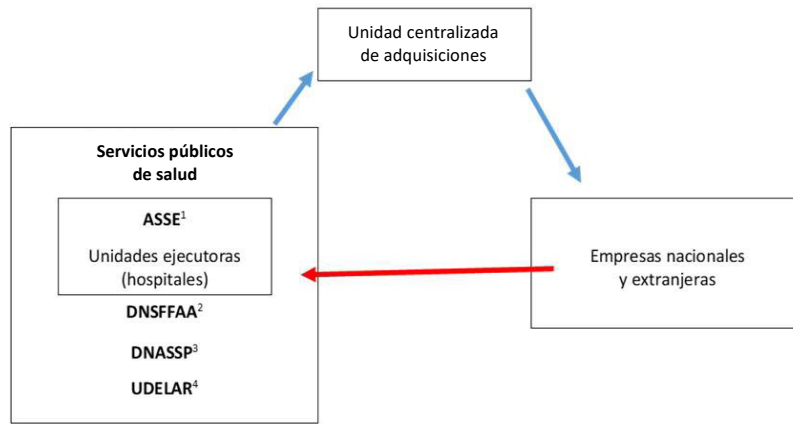 Unidad centralizada
de adquisiciones
Servicios públicos
de salud
ASSE¹
Unidades ejecutoras
(hospitales)
DNSFFAA²
DNASSP³
UDELAR⁴
Empresas nacionales
y extranjeras